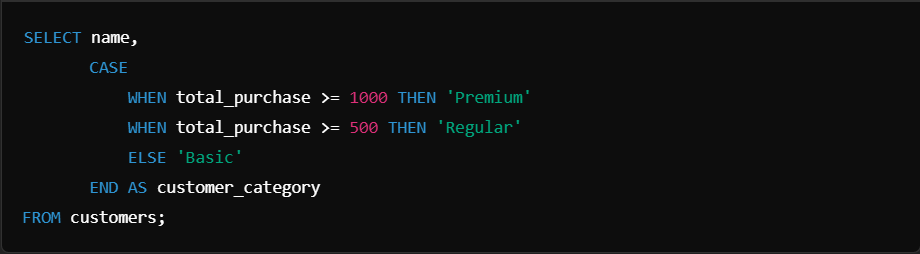 SELECT name,
       CASE
           WHEN total_purchase >= 1000 THEN 'Premium'
           WHEN total_purchase >= 500 THEN 'Regular'
           ELSE 'Basic'
       END AS customer_category
FROM customers;